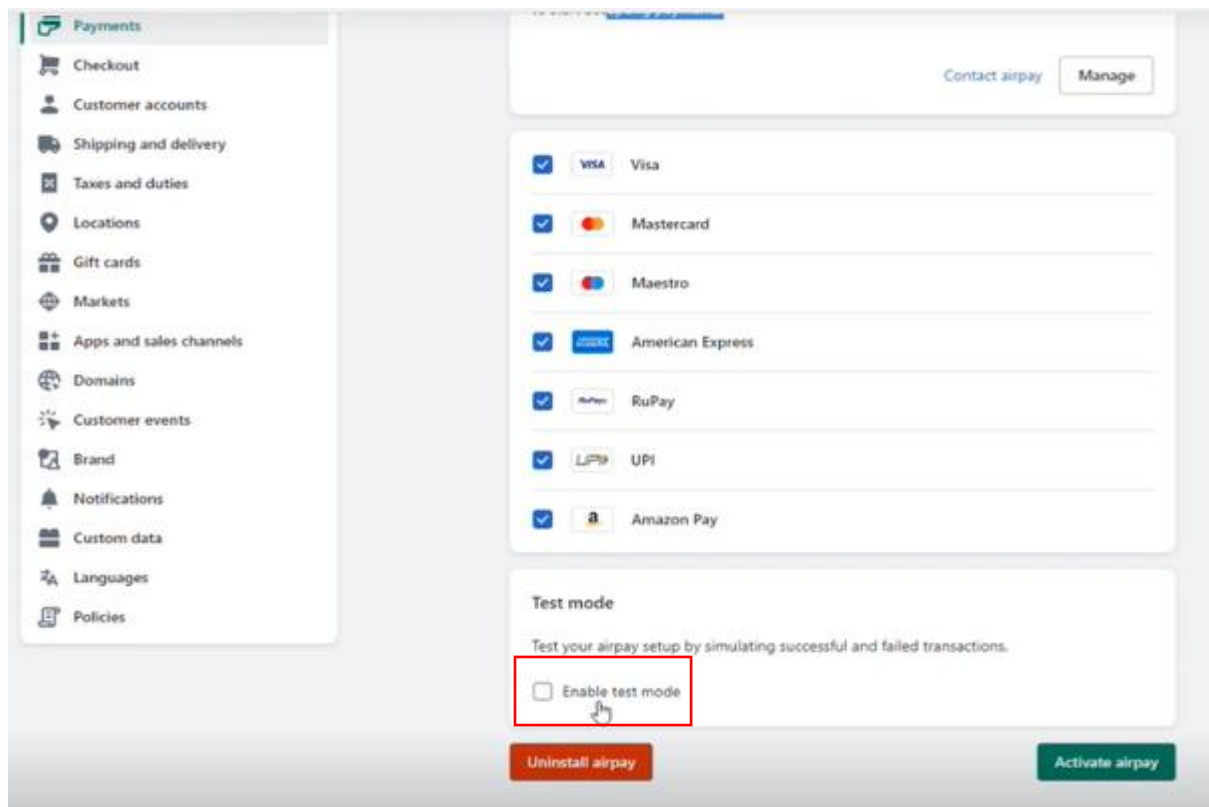 Payments
Checkout
Customer accounts
Shipping and delivery
Taxes and duties
Locations
Gift cards
Markets
Apps and sales channels
Domains
Customer events
Brand
Notifications
Custom data
Languages
Policies
Contact airpay
Manage
VISA Visa
Mastercard
Maestro
American Express
RuPay RuPay
UPI UPI
a Amazon Pay
Test mode
Test your airpay setup by simulating successful and failed transactions.
Enable test mode
Uninstall airpay
Activate airpay